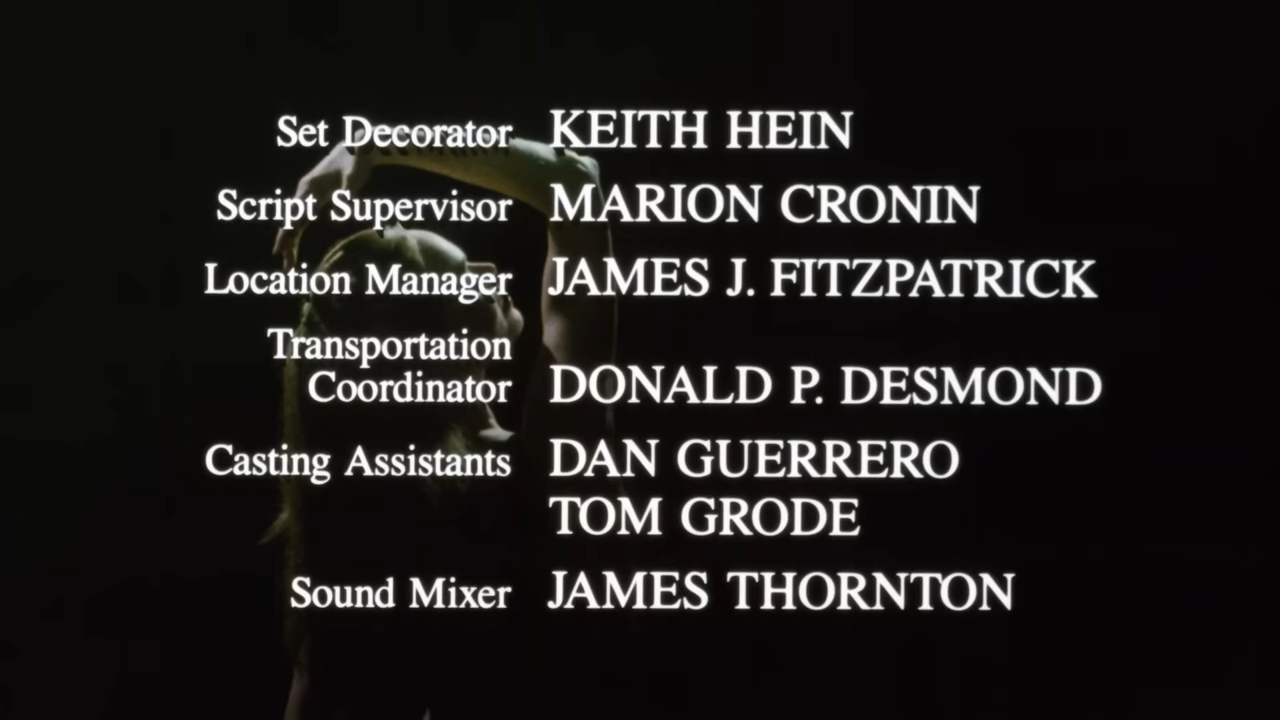 Set Decorator KEITH HEIN
Script Supervisor MARION CRONIN
Location Manager JAMES J. FITZPATRICK
Transportation
Coordinator DONALD P. DESMOND
Casting Assistants DAN GUERRERO
TOM GRODE
Sound Mixer JAMES THORNTON